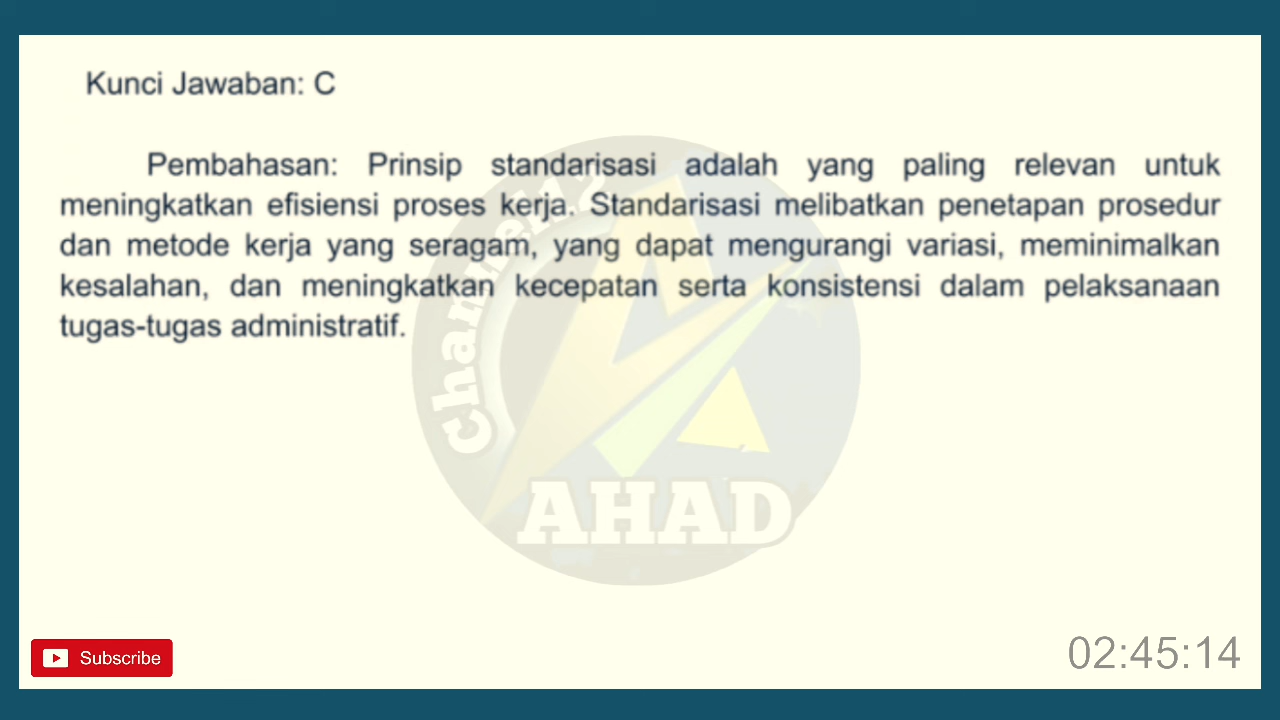 Kunci Jawaban: C
Pembahasan: Prinsip standarisasi adalah yang paling relevan untuk
meningkatkan efisiensi proses kerja. Standarisasi melibatkan penetapan prosedur
dan metode kerja yang seragam, yang dapat mengurangi variasi, meminimalkan
kesalahan, dan meningkatkan kecepatan serta konsistensi dalam pelaksanaan
tugas-tugas administratif.
AHAD
Subscribe
02:45:14